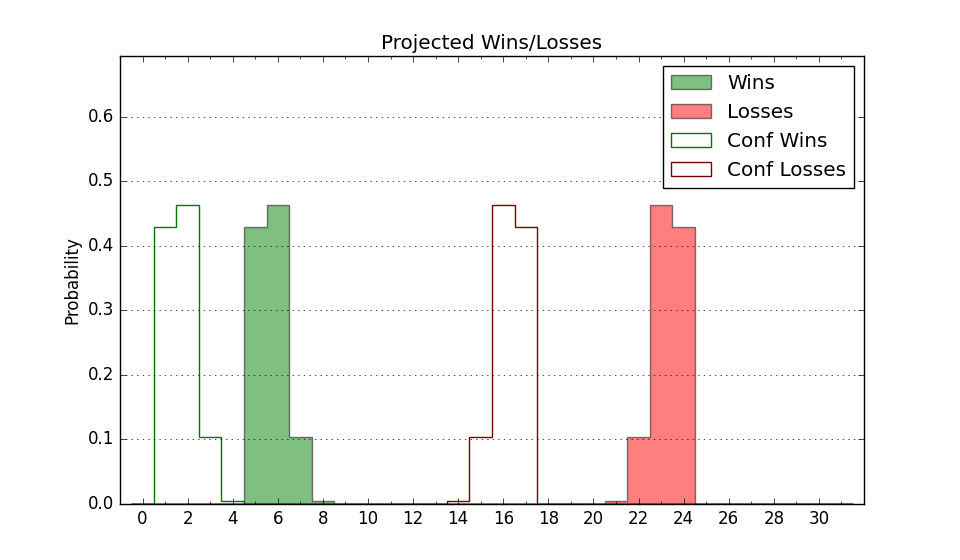 Projected Wins/Losses
Wins
Losses
Conf Wins
Conf Losses
Probability
0.6
0.5
0.4
0.3
0.2
0.1
0.0
0 2 4 6 8 10 12 14 16 18 20 22 24 26 28 30